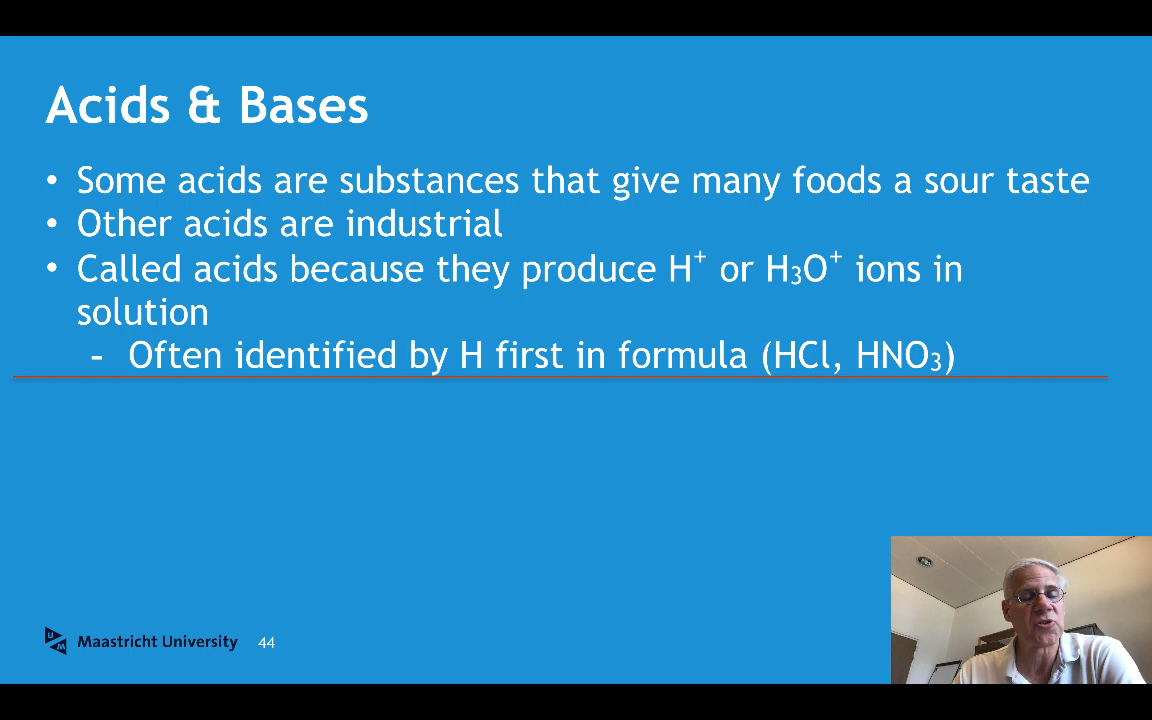 Acids & Bases
• Some acids are substances that give many foods a sour taste
• Other acids are industrial
• Called acids because they produce H⁺ or H₃O⁺ ions in
solution
- Often identified by H first in formula (HCl, HNO₃)
UM Maastricht University 44